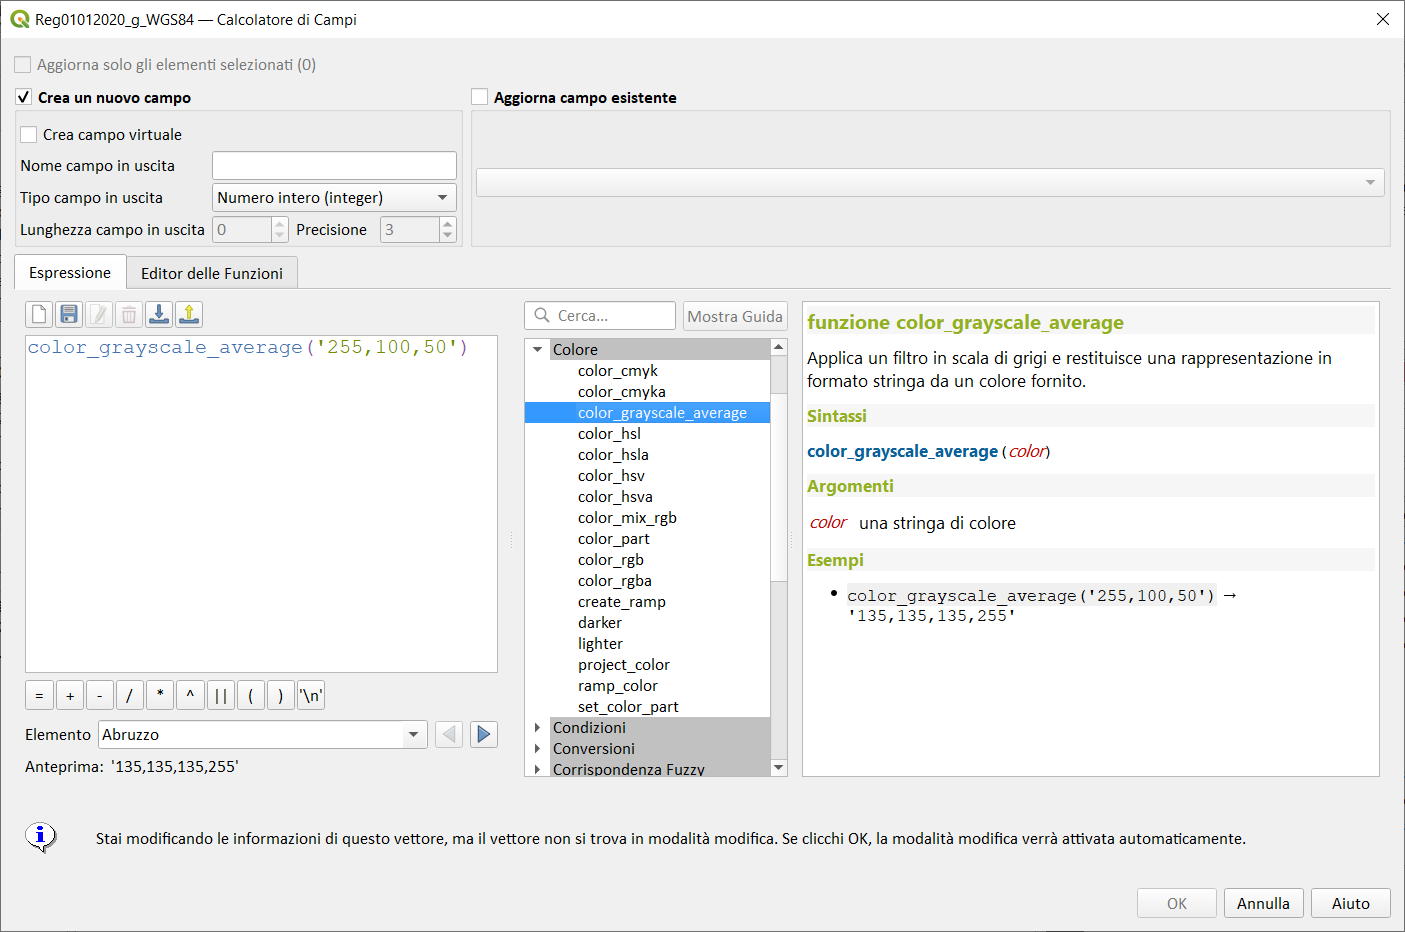 Reg01012020_g_WGS84 — Calcolatore di Campi
Aggiorna solo gli elementi selezionati (0)
Crea un nuovo campo
Aggiorna campo esistente
Crea campo virtuale
Nome campo in uscita
Tipo campo in uscita Numero intero (integer)
Lunghezza campo in uscita 0 Precisione 3
Espressione Editor delle Funzioni
Cerca... Mostra Guida
color_grayscale_average('255,100,50')
Colore
color_cmyk
color_cmyka
color_grayscale_average
color_hsl
color_hsla
color_hsv
color_hsva
color_mix_rgb
color_part
color_rgb
color_rgba
create_ramp
darker
lighter
project_color
ramp_color
set_color_part
Condizioni
Conversioni
Corrispondenza Fuzzy
funzione color_grayscale_average
Applica un filtro in scala di grigi e restituisce una rappresentazione in
formato stringa da un colore fornito.
Sintassi
color_grayscale_average(color)
Argomenti
color una stringa di colore
Esempi
• color_grayscale_average('255,100,50') →
'135,135,135,255'
= + - / * ^ || ( ) '\n'
Elemento Abruzzo
Anteprima: '135,135,135,255'
Stai modificando le informazioni di questo vettore, ma il vettore non si trova in modalità modifica. Se clicchi OK, la modalità modifica verrà attivata automaticamente.
OK Annulla Aiuto